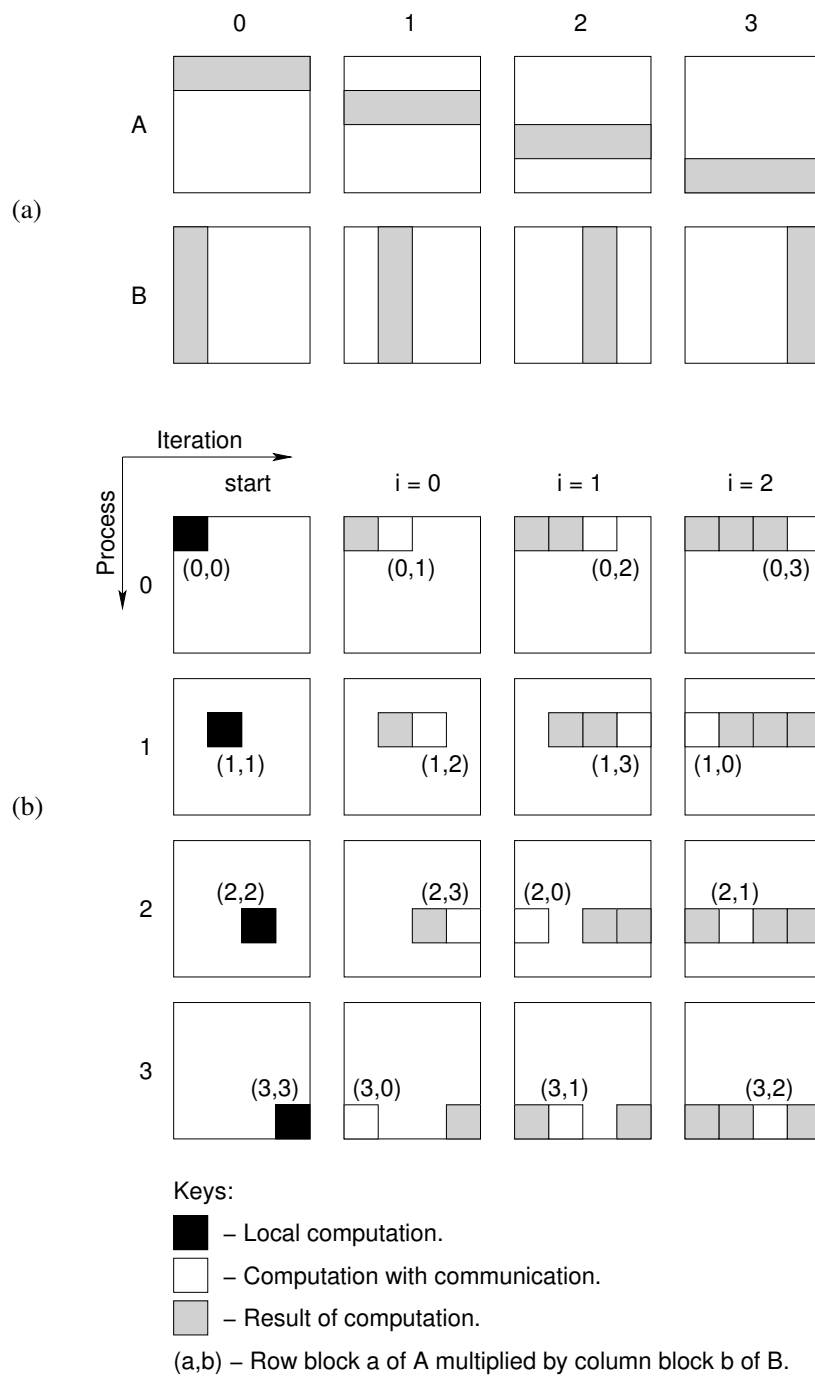 0 1 2 3
A
(a)
B
Iteration
Process
start i = 0 i = 1 i = 2
0
(0,0) (0,1) (0,2) (0,3)
1
(1,1) (1,2) (1,3) (1,0)
(b)
2
(2,2) (2,3) (2,0) (2,1)
3
(3,3) (3,0) (3,1) (3,2)
Keys:
– Local computation.
– Computation with communication.
– Result of computation.
(a,b) – Row block a of A multiplied by column block b of B.